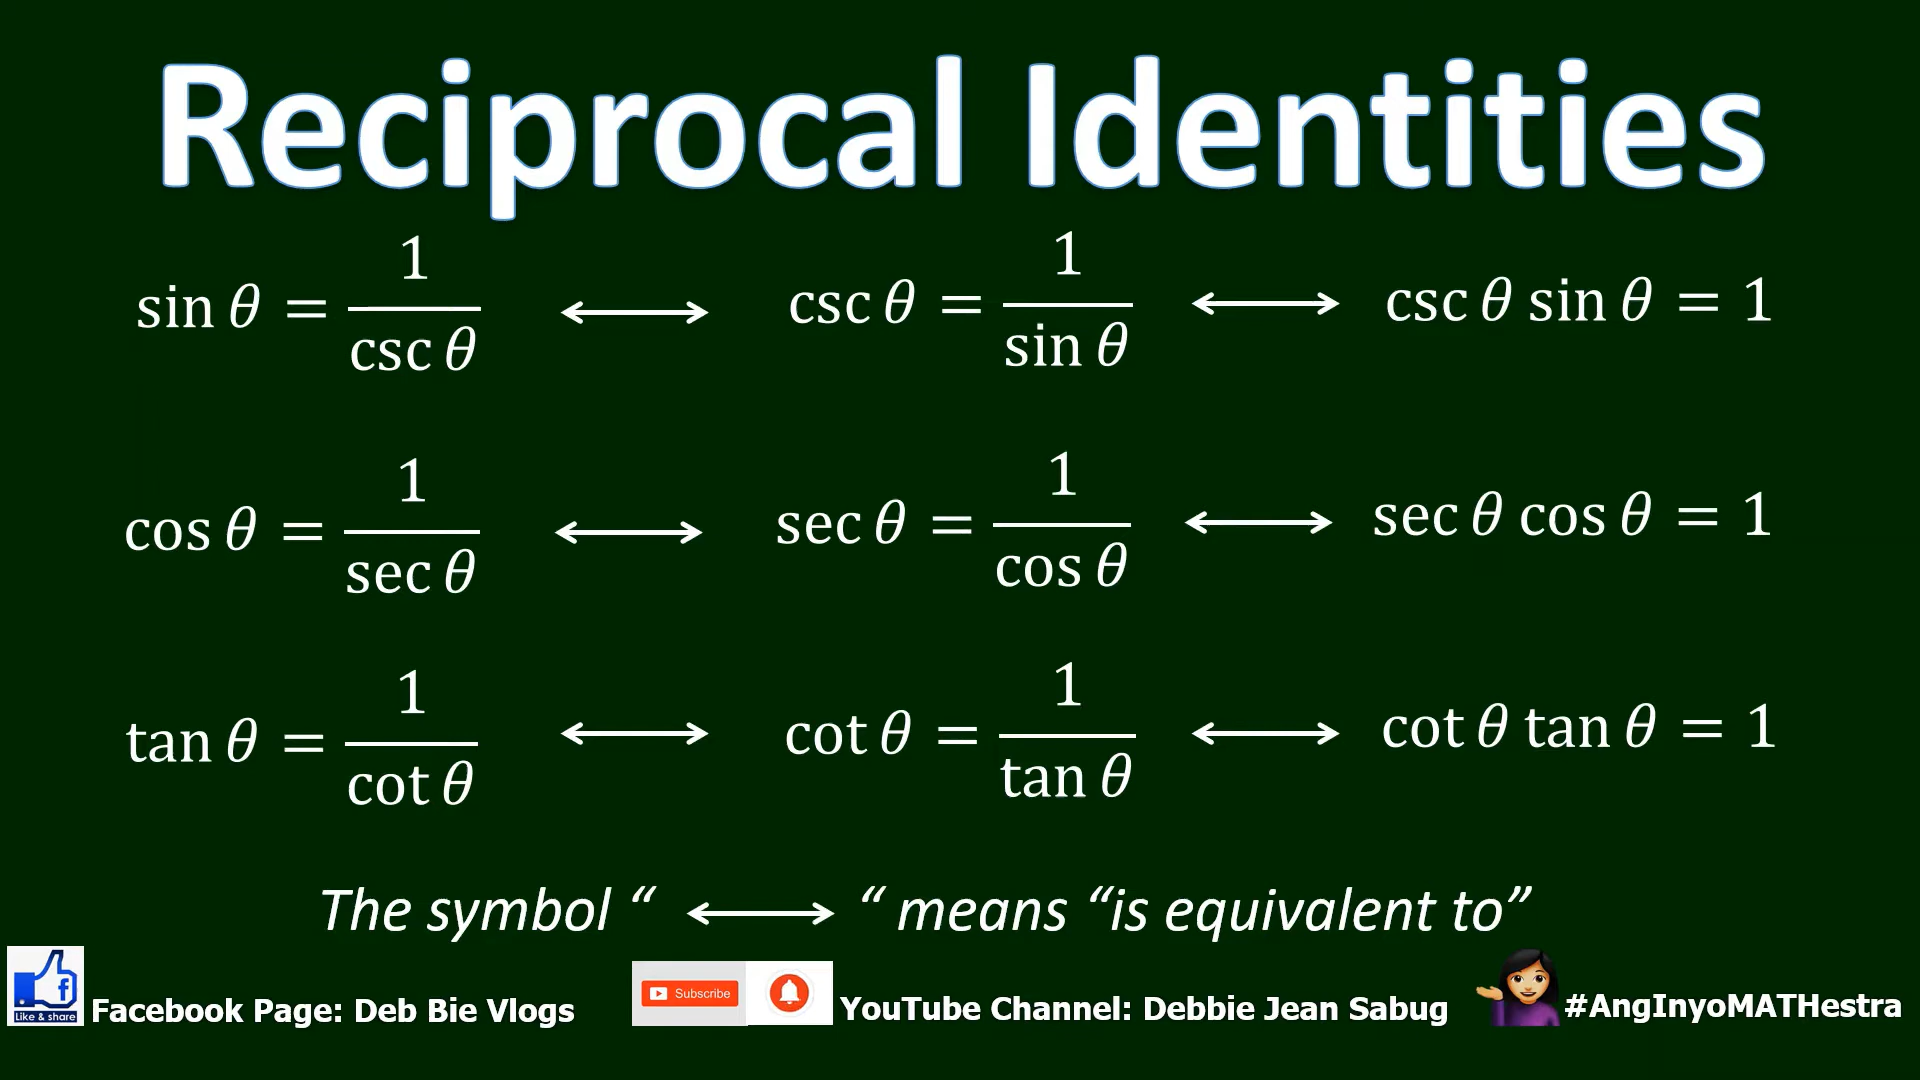 Reciprocal Identities
sin θ = 1/csc θ ⟷ csc θ = 1/sin θ ⟷ csc θ sin θ = 1
cos θ = 1/sec θ ⟷ sec θ = 1/cos θ ⟷ sec θ cos θ = 1
tan θ = 1/cot θ ⟷ cot θ = 1/tan θ ⟷ cot θ tan θ = 1
The symbol “ ⟷ “ means “is equivalent to”
Like & share Facebook Page: Deb Bie Vlogs Subscribe YouTube Channel: Debbie Jean Sabug #AngInyoMATHestra